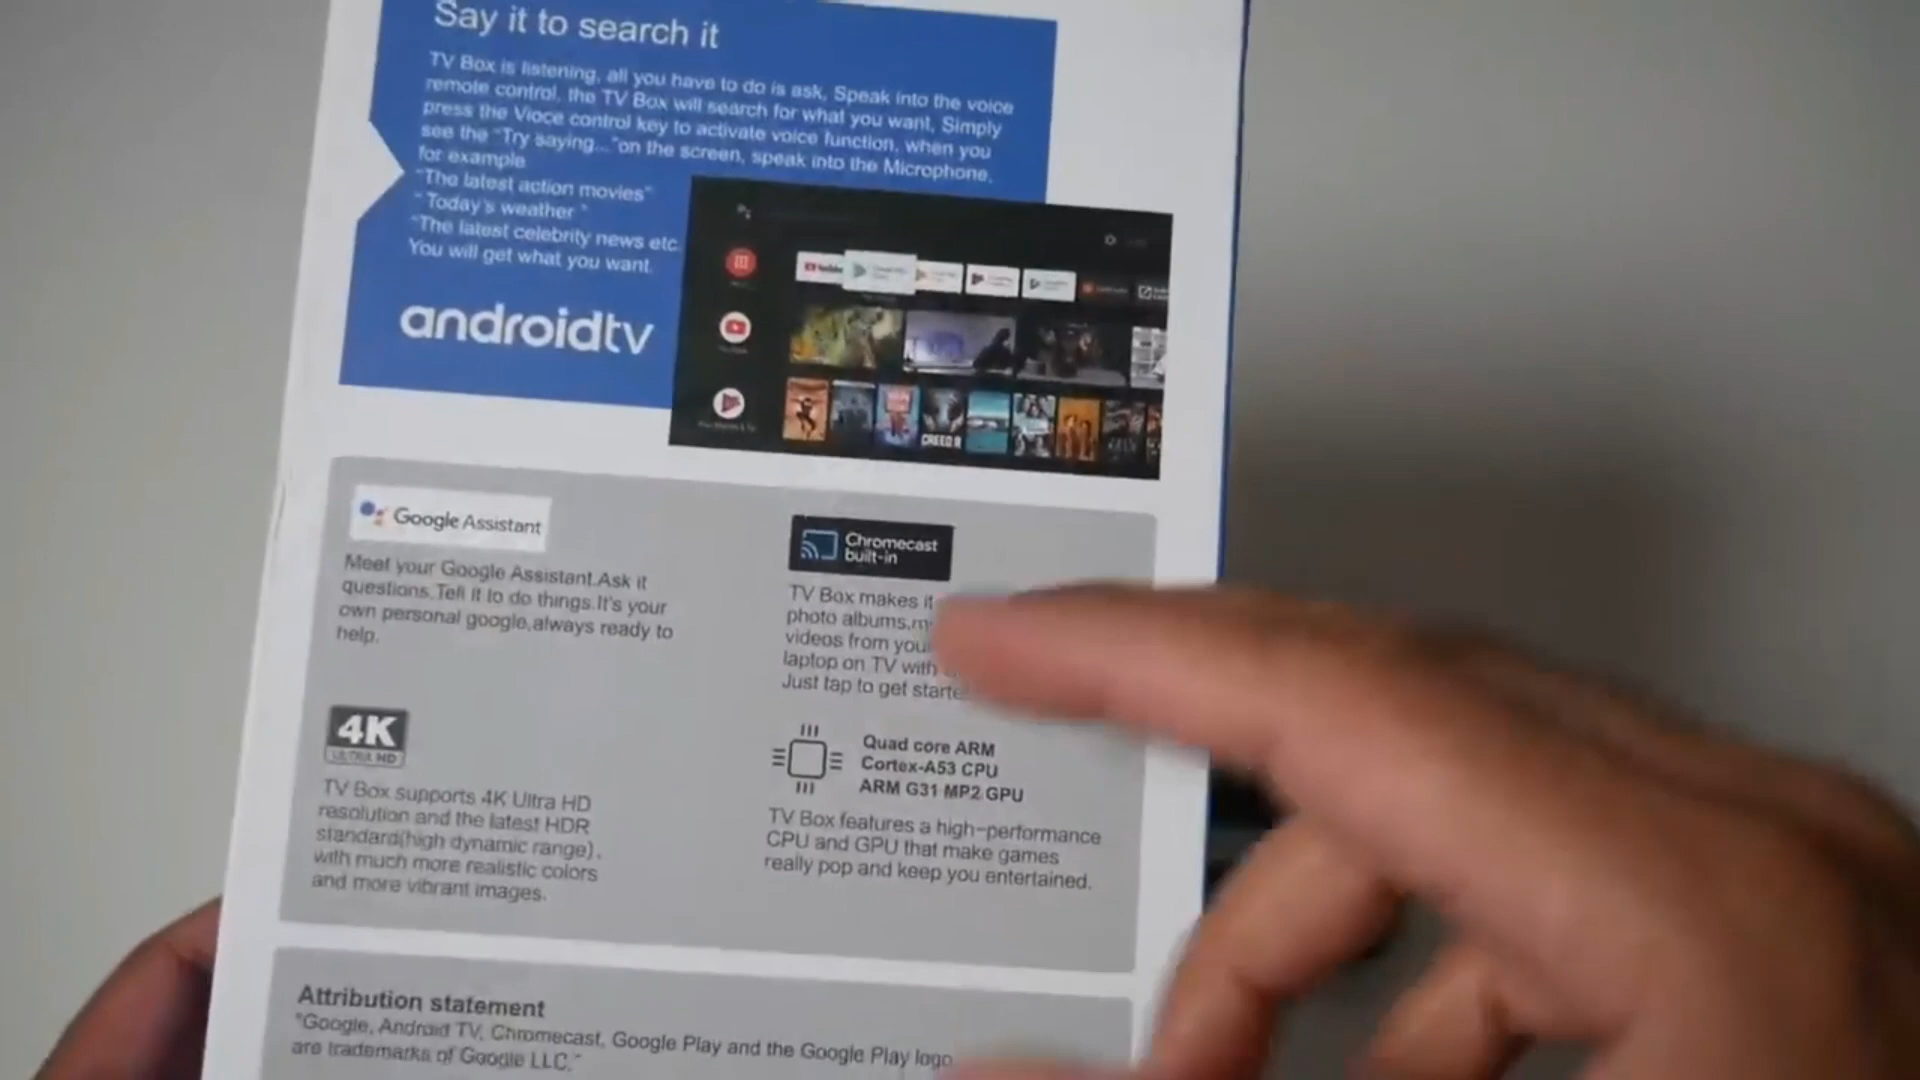 Say it to search it
TV Box is listening, all you have to do is ask, Speak into the voice
remote control, the TV Box will search for what you want, Simply
press the Vioce control key to activate voice function, when you
see the "Try saying..."on the screen, speak into the Microphone,
for example
"The latest action movies"
" Today's weather "
"The latest celebrity news etc.
You will get what you want.
androidtv
YouTube
CREED II
Google Assistant
Meet your Google Assistant.Ask it
questions.Tell it to do things.It's your
own personal google,always ready to
help.
Chromecast
built-in
TV Box makes it
photo albums,m
videos from your
laptop on TV with
Just tap to get starte
4K
ULTRA HD
TV Box supports 4K Ultra HD
resolution and the latest HDR
standard(high dynamic range),
with much more realistic colors
and more vibrant images.
Quad core ARM
Cortex-A53 CPU
ARM G31 MP2 GPU
TV Box features a high-performance
CPU and GPU that make games
really pop and keep you entertained.
Attribution statement
"Google, Android TV, Chromecast, Google Play and the Google Play logo
are trademarks of Google LLC."